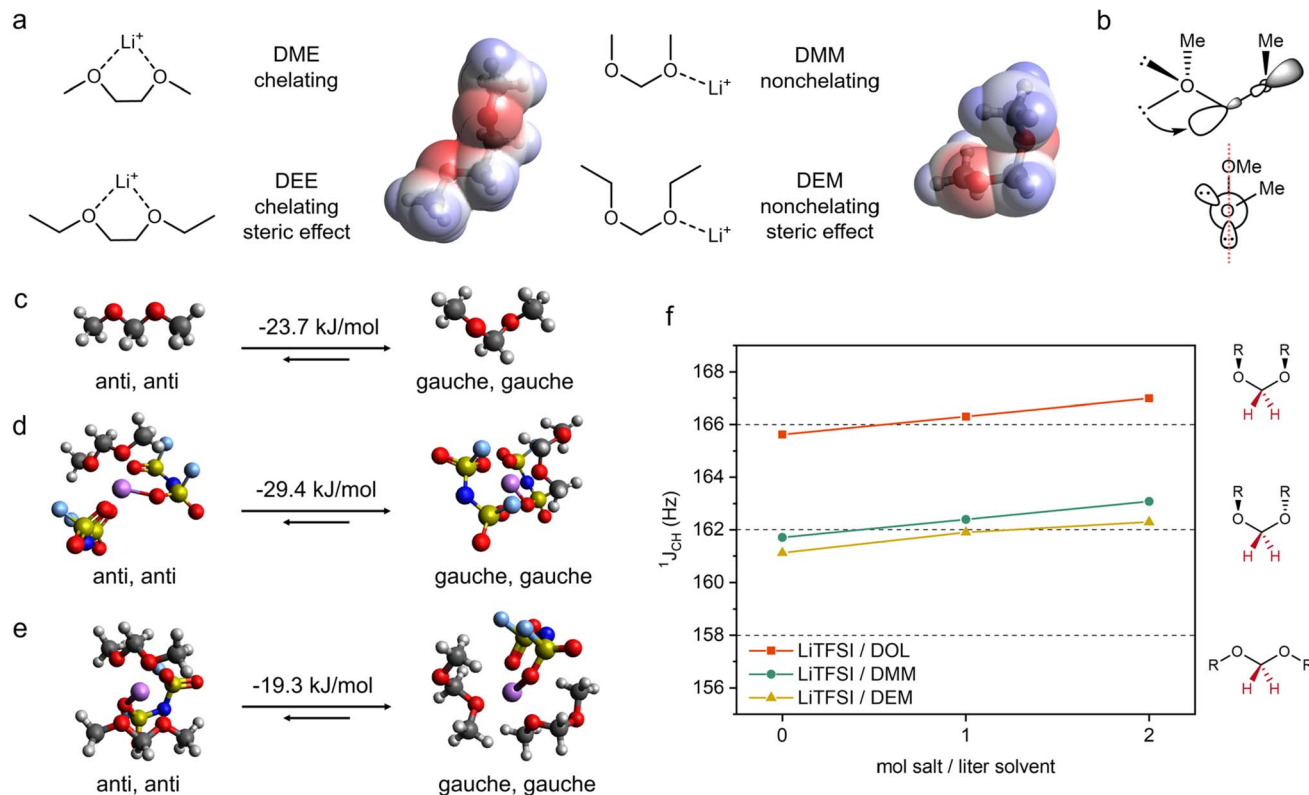 a
Li⁺
O
O
DME
chelating
O
O
Li⁺
DMM
nonchelating
Li⁺
O
O
DEE
chelating
steric effect
O
O
Li⁺
DEM
nonchelating
steric effect
b
Me
Me
O
OMe
Me
O
c
anti, anti
-23.7 kJ/mol
gauche, gauche
d
anti, anti
-29.4 kJ/mol
gauche, gauche
e
anti, anti
-19.3 kJ/mol
gauche, gauche
f
¹J_CH (Hz)
168
166
164
162
160
158
156
LiTFSI / DOL
LiTFSI / DMM
LiTFSI / DEM
0
1
2
mol salt / liter solvent
R
R
O
O
H
H
R
R
O
O
H
H
R
O
O
R
H
H